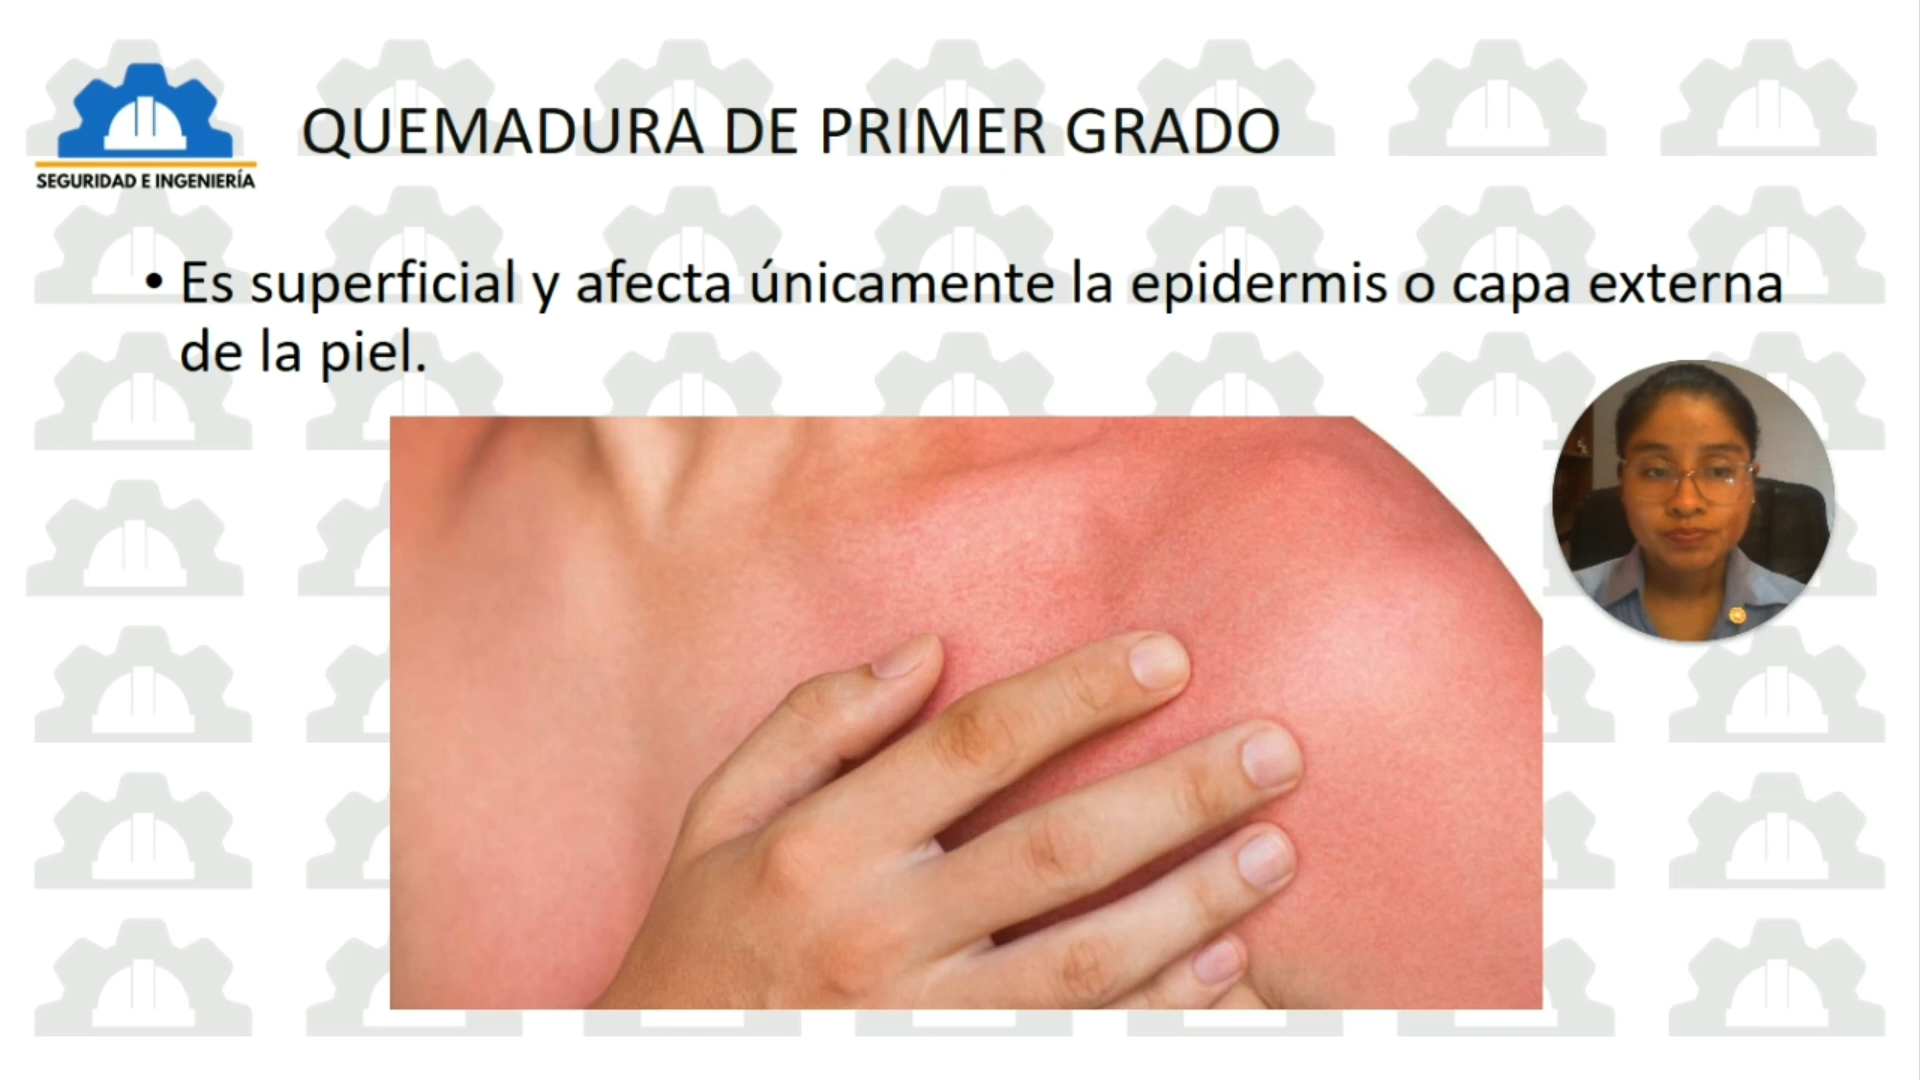 QUEMADURA DE PRIMER GRADO
SEGURIDAD E INGENIERÍA
• Es superficial y afecta únicamente la epidermis o capa externa
de la piel.